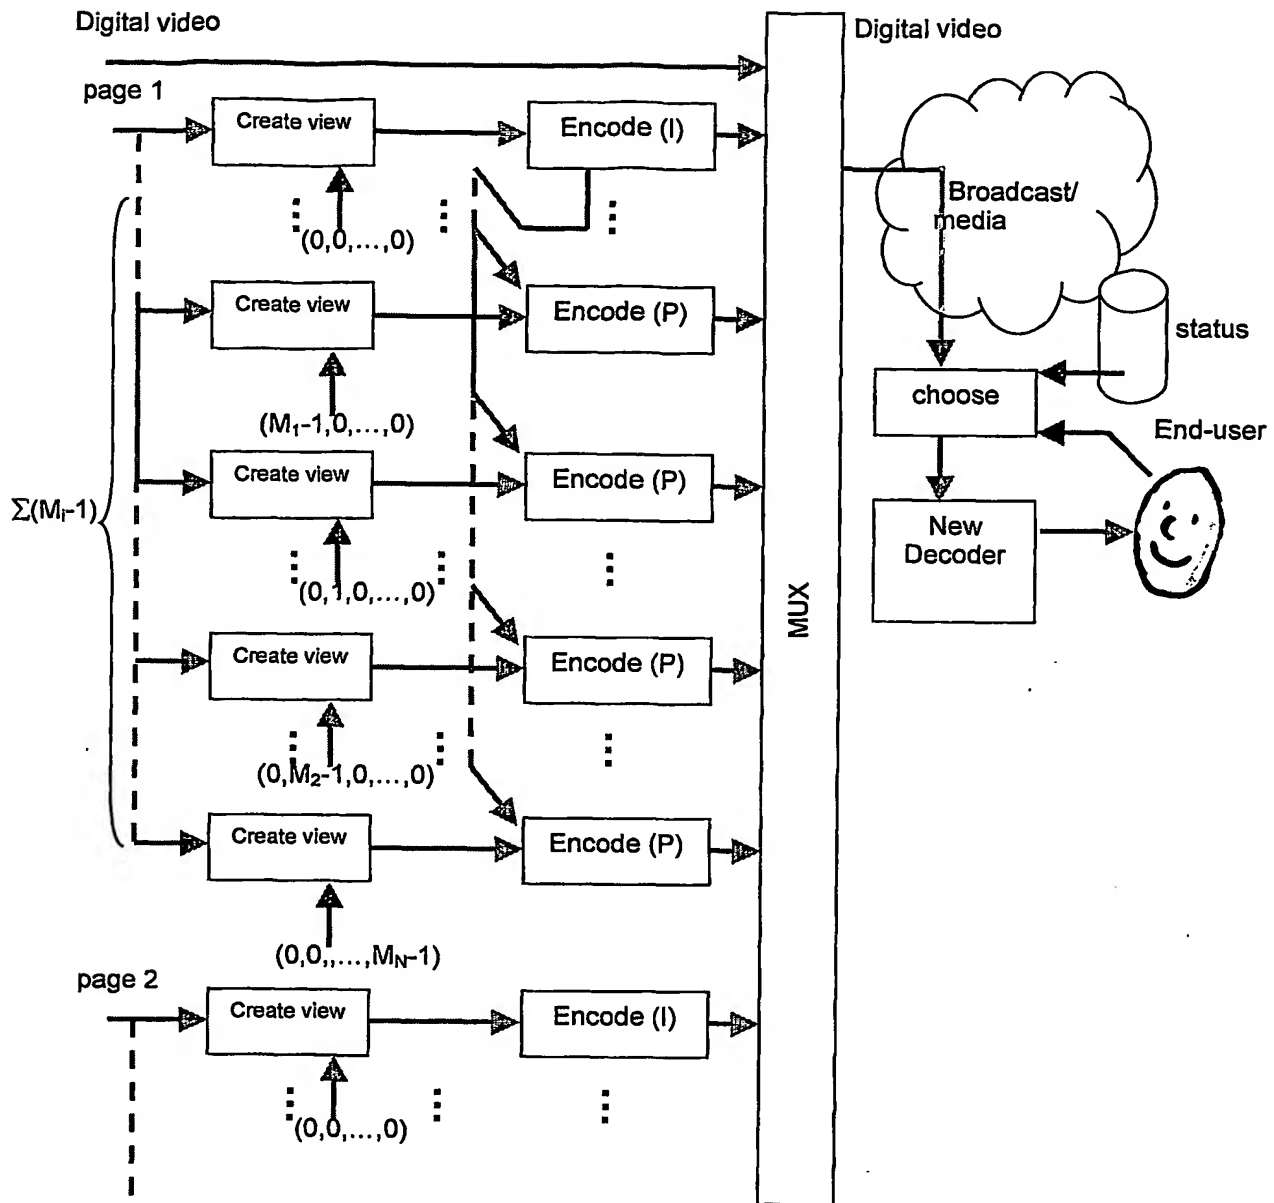 Digital video
Digital video
page 1
Create view
Encode (I)
Broadcast/
media
(0,0,...,0)
Create view
Encode (P)
status
choose
(M₁-1,0,...,0)
End-user
Create view
Encode (P)
Σ(Mᵢ-1)
New
Decoder
(0,1,0,...,0)
MUX
Create view
Encode (P)
(0,M₂-1,0,...,0)
Create view
Encode (P)
(0,0,,...,M_N-1)
page 2
Create view
Encode (I)
(0,0,...,0)